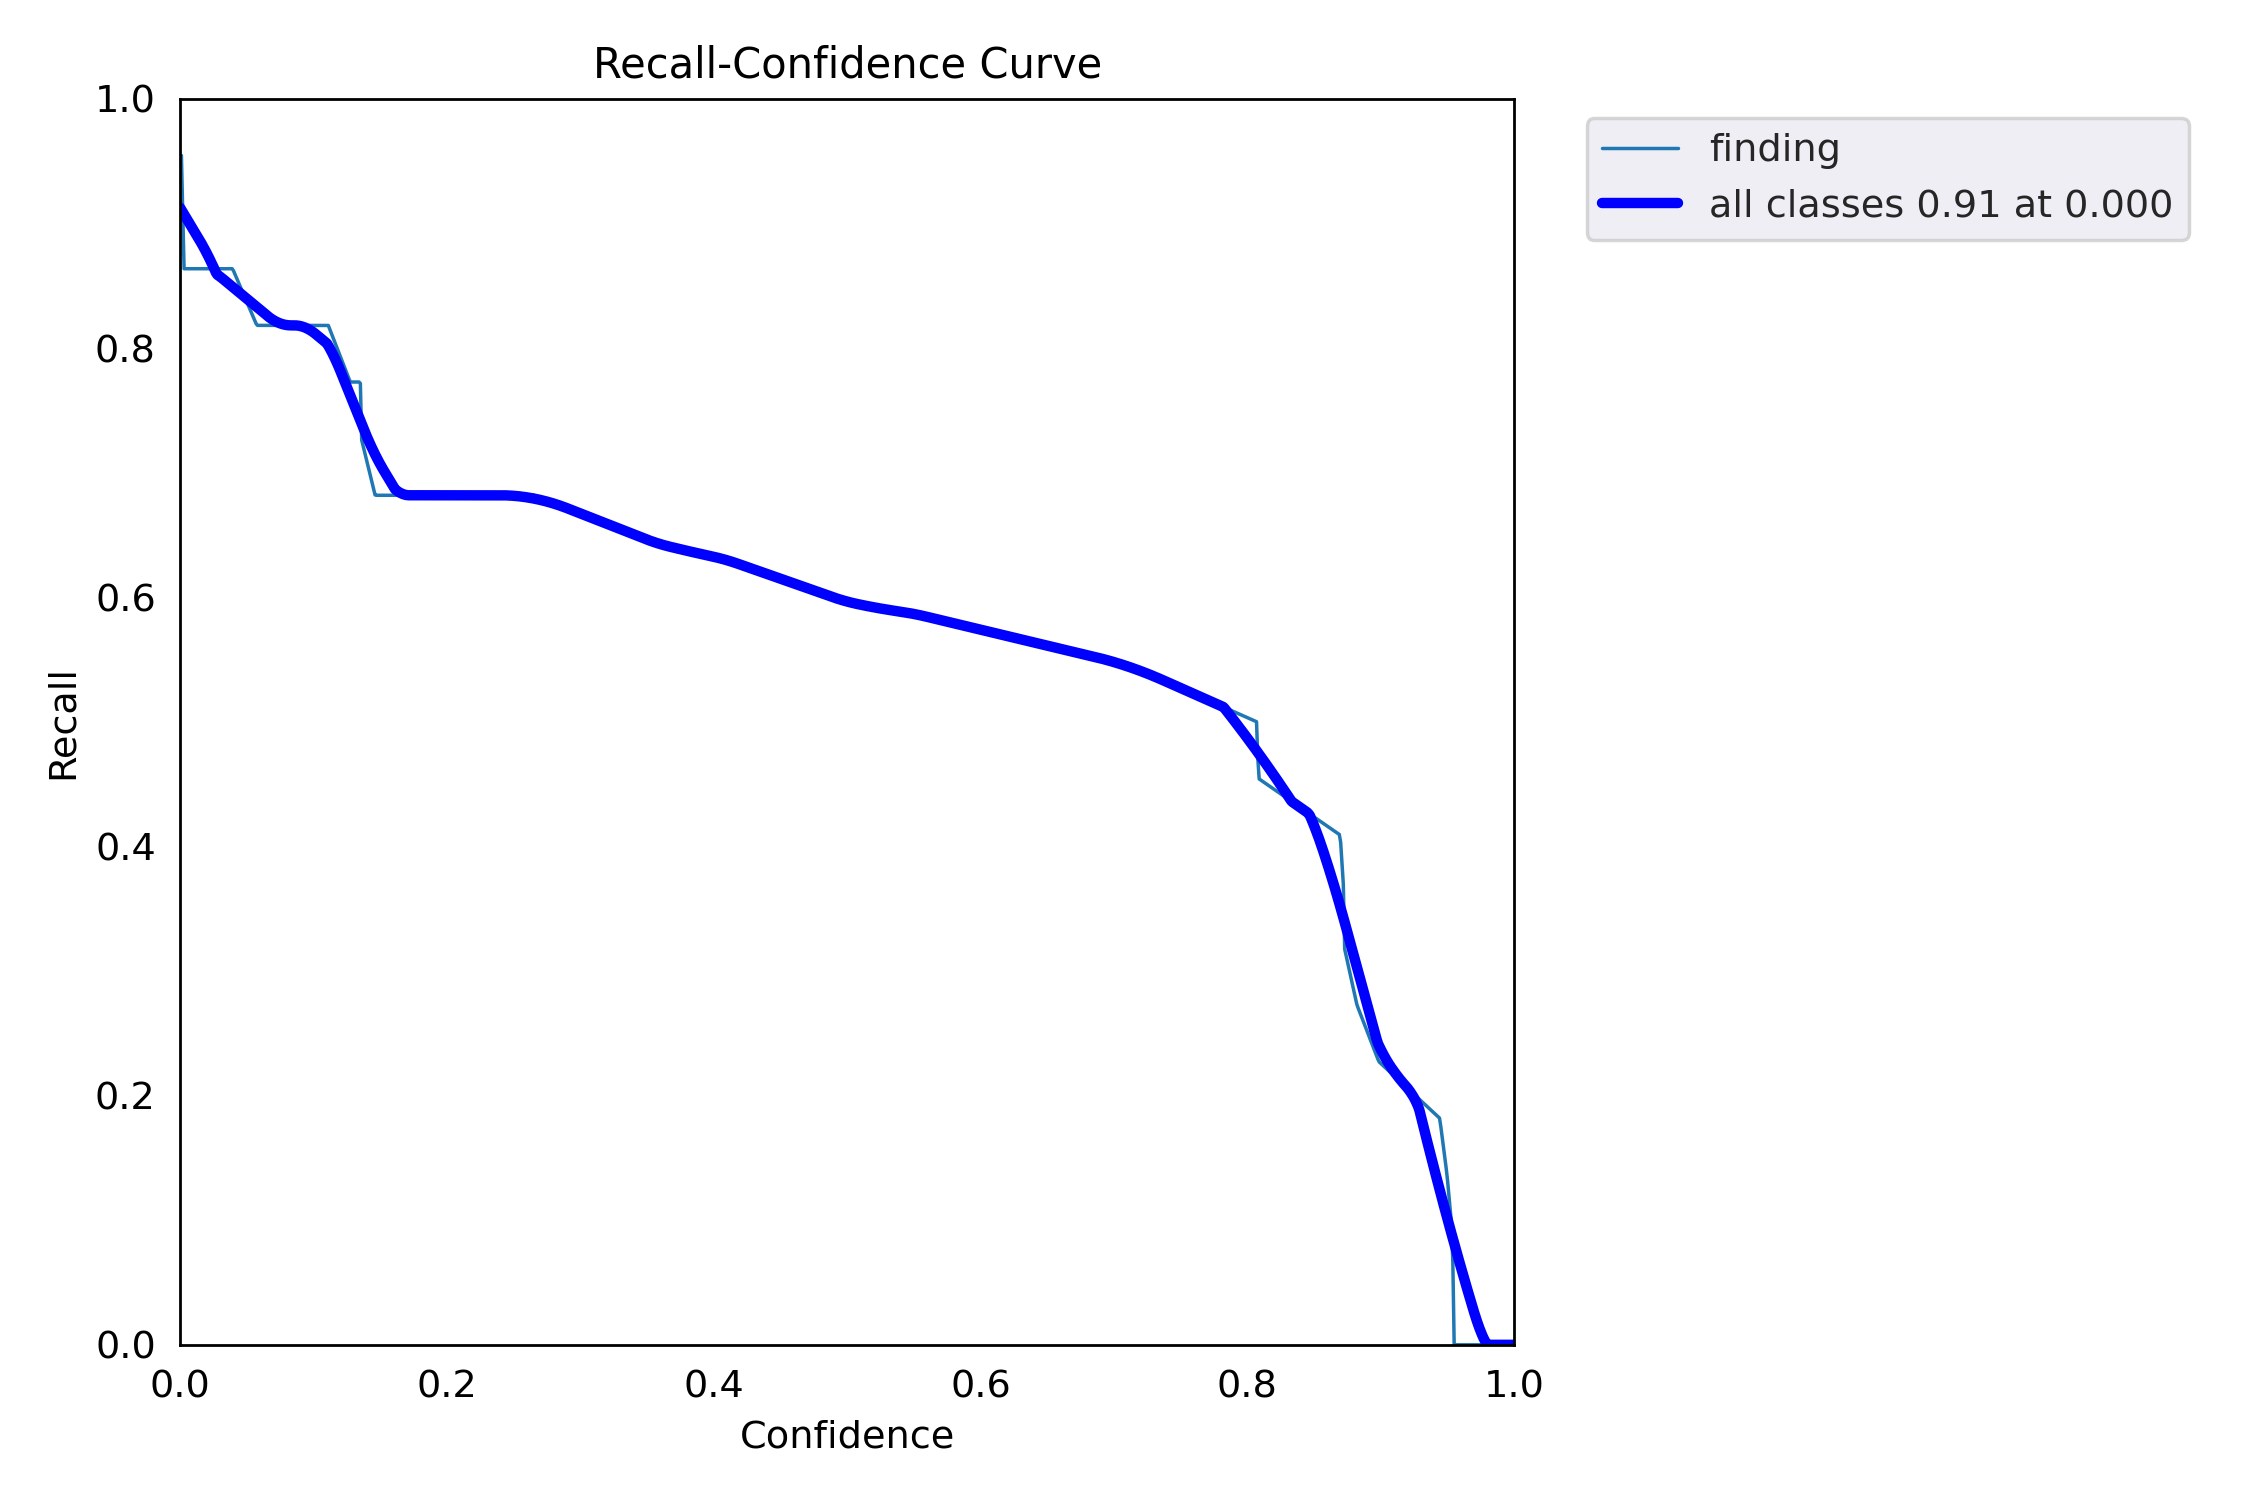 Recall-Confidence Curve
1.0
0.8
0.6
0.4
0.2
0.0
Recall
0.0 0.2 0.4 0.6 0.8 1.0
Confidence
finding
all classes 0.91 at 0.000